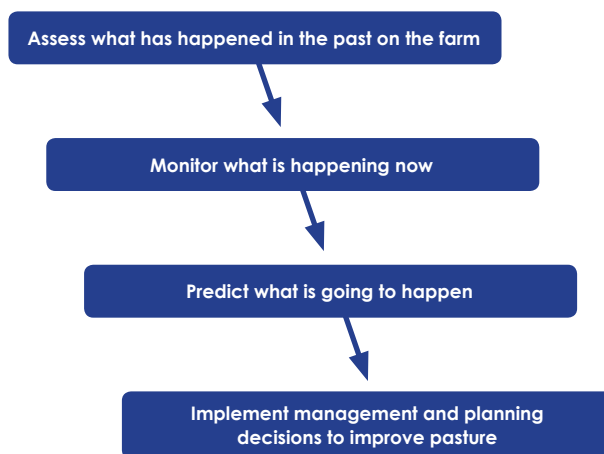 Assess what has happened in the past on the farm
Monitor what is happening now
Predict what is going to happen
Implement management and planning
decisions to improve pasture